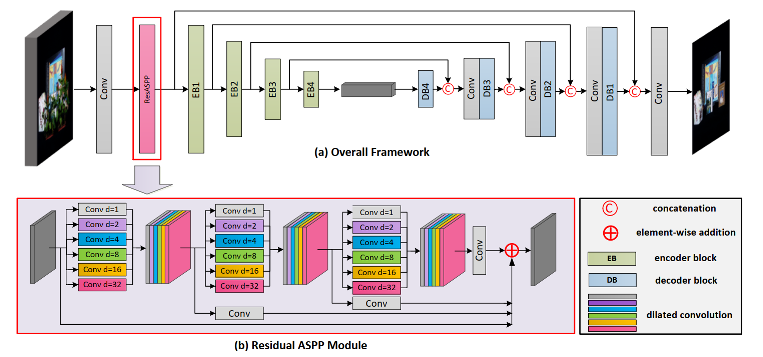 Conv
ResASPP
EB1
EB2
EB3
EB4
DB4
C
Conv
DB3
C
Conv
DB2
C
Conv
DB1
C
Conv
(a) Overall Framework
Conv d=1
Conv d=2
Conv d=4
Conv d=8
Conv d=16
Conv d=32
Conv d=1
Conv d=2
Conv d=4
Conv d=8
Conv d=16
Conv d=32
Conv
Conv d=1
Conv d=2
Conv d=4
Conv d=8
Conv d=16
Conv d=32
Conv
Conv
(b) Residual ASPP Module
C concatenation
element-wise addition
EB encoder block
DB decoder block
dilated convolution